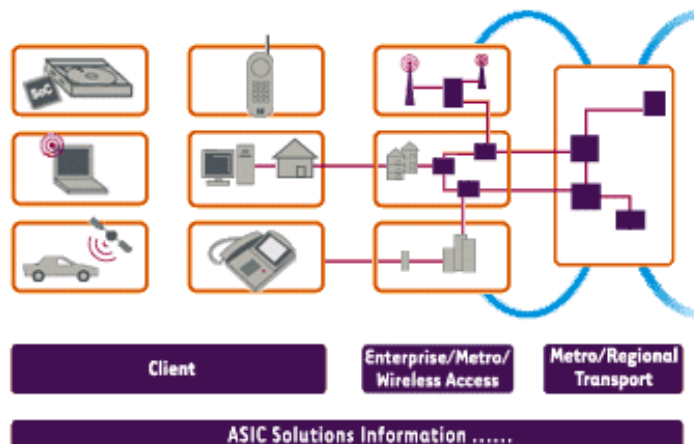 SoC
Client
Enterprise/Metro/
Wireless Access
Metro/Regional
Transport
ASIC Solutions Information ......